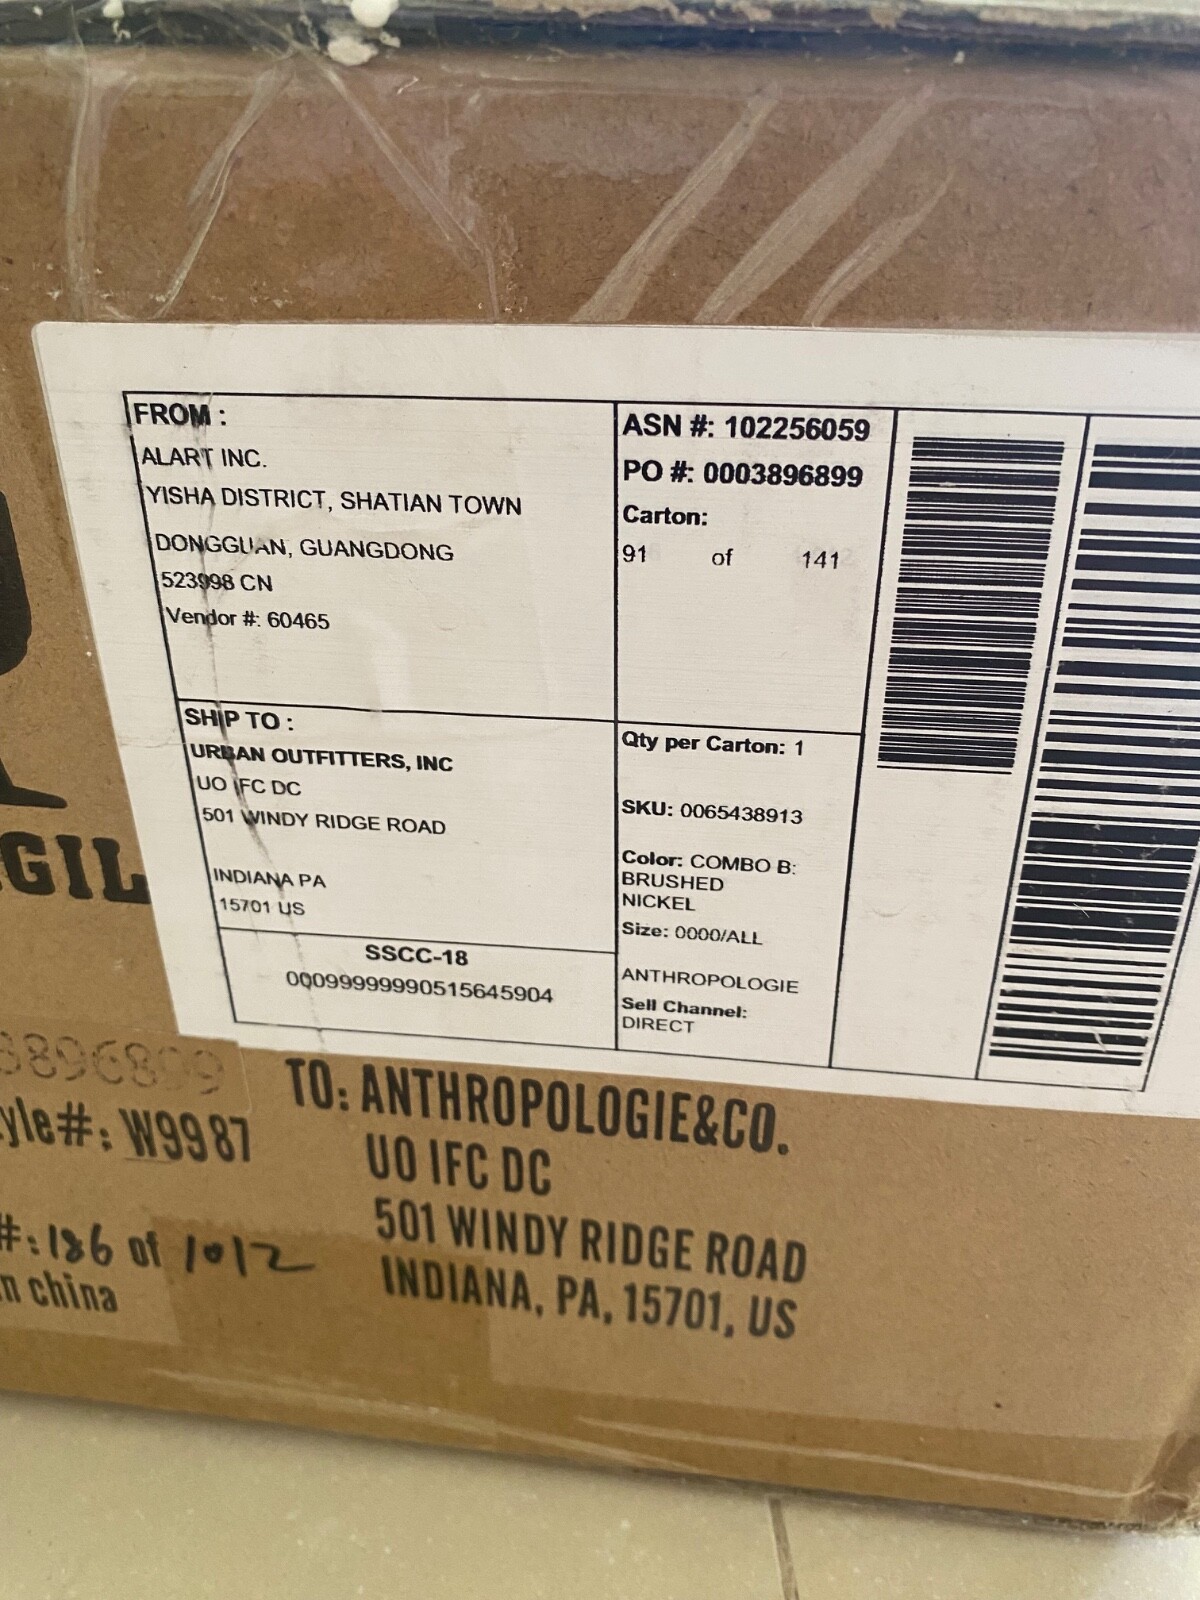 FROM :
ALART INC.
YISHA DISTRICT, SHATIAN TOWN
DONGGUAN, GUANGDONG
523998 CN
Vendor #: 60465
ASN #: 102256059
PO #: 0003896899
Carton:
91 of 141
SHIP TO :
URBAN OUTFITTERS, INC
UO IFC DC
501 WINDY RIDGE ROAD
INDIANA PA
15701 US
SSCC-18
00099999990515645904
Qty per Carton: 1
SKU: 0065438913
Color: COMBO B:
BRUSHED
NICKEL
Size: 0000/ALL
ANTHROPOLOGIE
Sell Channel:
DIRECT
GIL
3896899
yle#: W9987
#: 186 of 1012
n china
TO: ANTHROPOLOGIE&CO.
UO IFC DC
501 WINDY RIDGE ROAD
INDIANA, PA, 15701, US